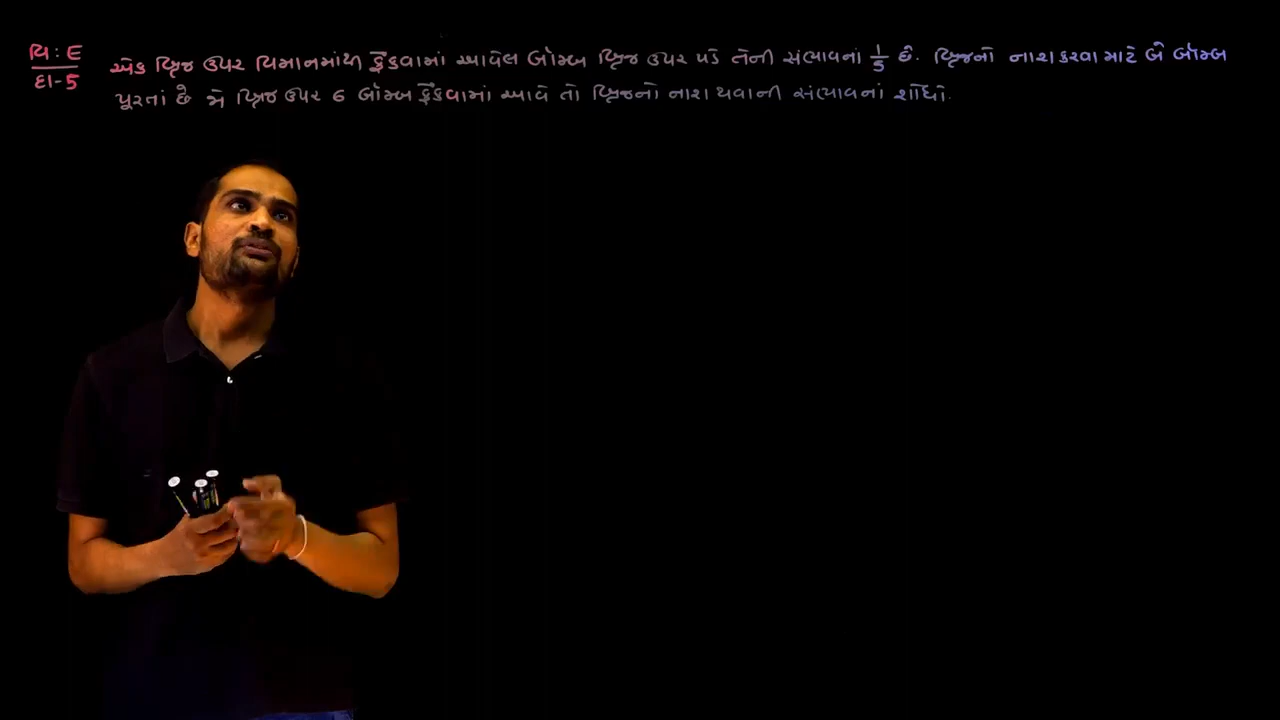 વિ : E
દા-5
એક બ્રિજ ઉપર વિમાનમાંથી ફેંકવામાં આવેલ બોમ્બ બ્રિજ ઉપર પડે તેની સંભાવના 1/5 છે. બ્રિજનો નાશ કરવા માટે બે બોમ્બ
પૂરતાં છે જો બ્રિજ ઉપર 6 બોમ્બ ફેંકવામાં આવે તો બ્રિજનો નાશ થવાની સંભાવના શોધો.